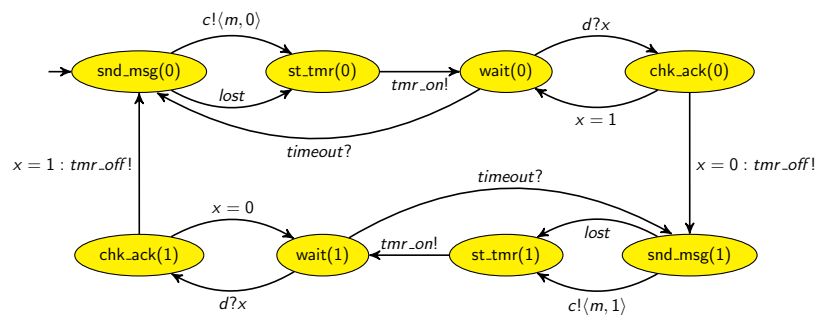 c!⟨m, 0⟩
d?x
snd_msg(0)
st_tmr(0)
wait(0)
chk_ack(0)
tmr_on!
lost
x = 1
timeout?
x = 1 : tmr_off!
x = 0 : tmr_off!
timeout?
x = 0
lost
chk_ack(1)
wait(1)
tmr_on!
st_tmr(1)
snd_msg(1)
d?x
c!⟨m, 1⟩